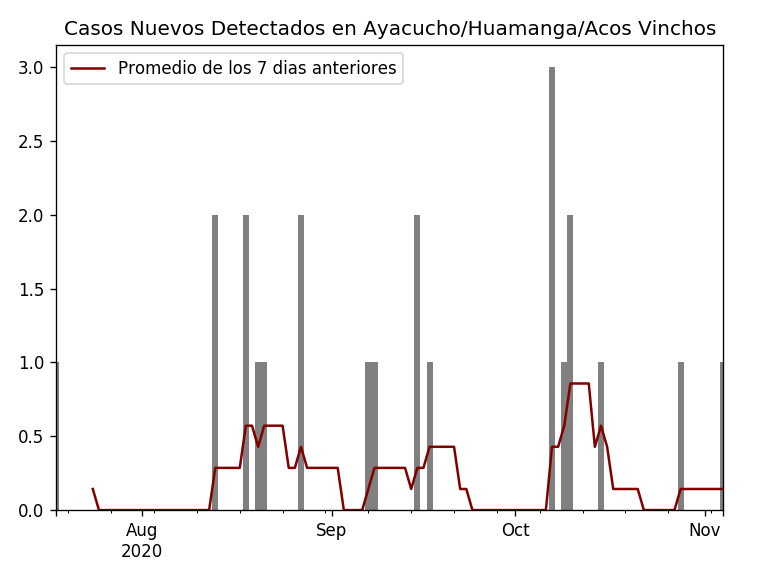 Casos Nuevos Detectados en Ayacucho/Huamanga/Acos Vinchos
Promedio de los 7 dias anteriores
3.0
2.5
2.0
1.5
1.0
0.5
0.0
Aug Sep Oct Nov
2020